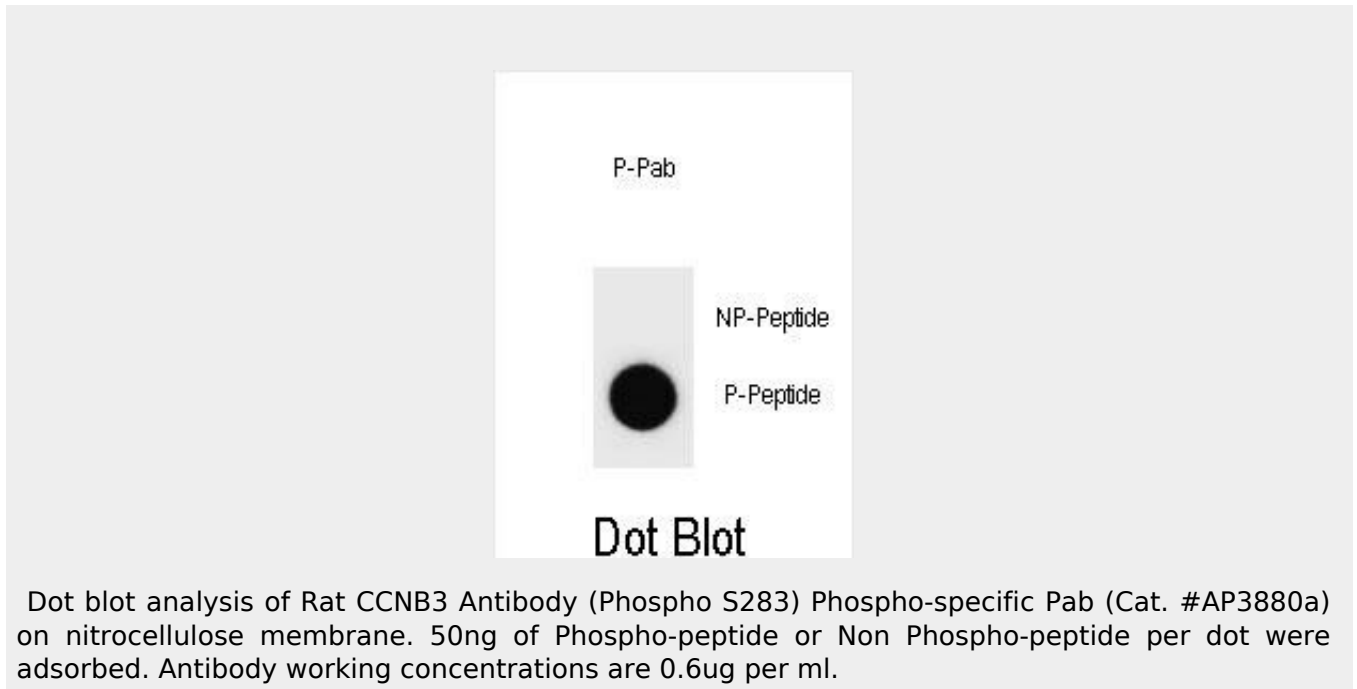 P-Pab
NP-Peptide
P-Peptide
Dot Blot
Dot blot analysis of Rat CCNB3 Antibody (Phospho S283) Phospho-specific Pab (Cat. #AP3880a)
on nitrocellulose membrane. 50ng of Phospho-peptide or Non Phospho-peptide per dot were
adsorbed. Antibody working concentrations are 0.6ug per ml.